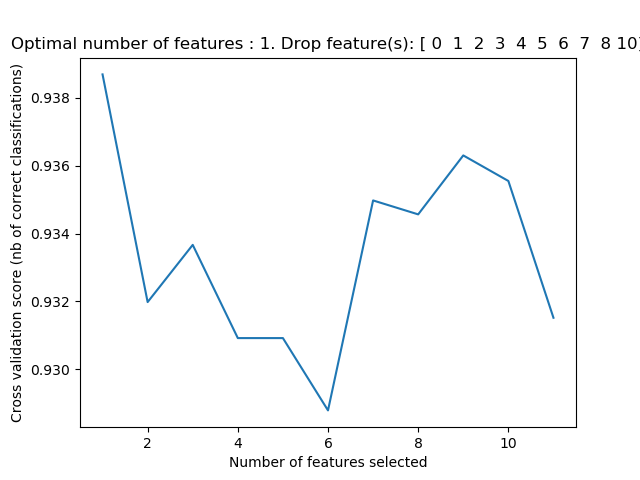 Optimal number of features : 1. Drop feature(s): [ 0 1 2 3 4 5 6 7 8 10]
Cross validation score (nb of correct classifications)
0.938
0.936
0.934
0.932
0.930
2 4 6 8 10
Number of features selected